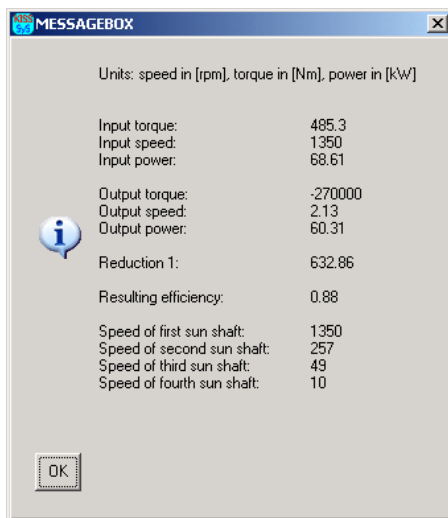 KISS
SyS
MESSAGEBOX
Units: speed in [rpm], torque in [Nm], power in [kW]
Input torque: 485.3
Input speed: 1350
Input power: 68.61
Output torque: -270000
Output speed: 2.13
Output power: 60.31
Reduction 1: 632.86
Resulting efficiency: 0.88
Speed of first sun shaft: 1350
Speed of second sun shaft: 257
Speed of third sun shaft: 49
Speed of fourth sun shaft: 10
OK